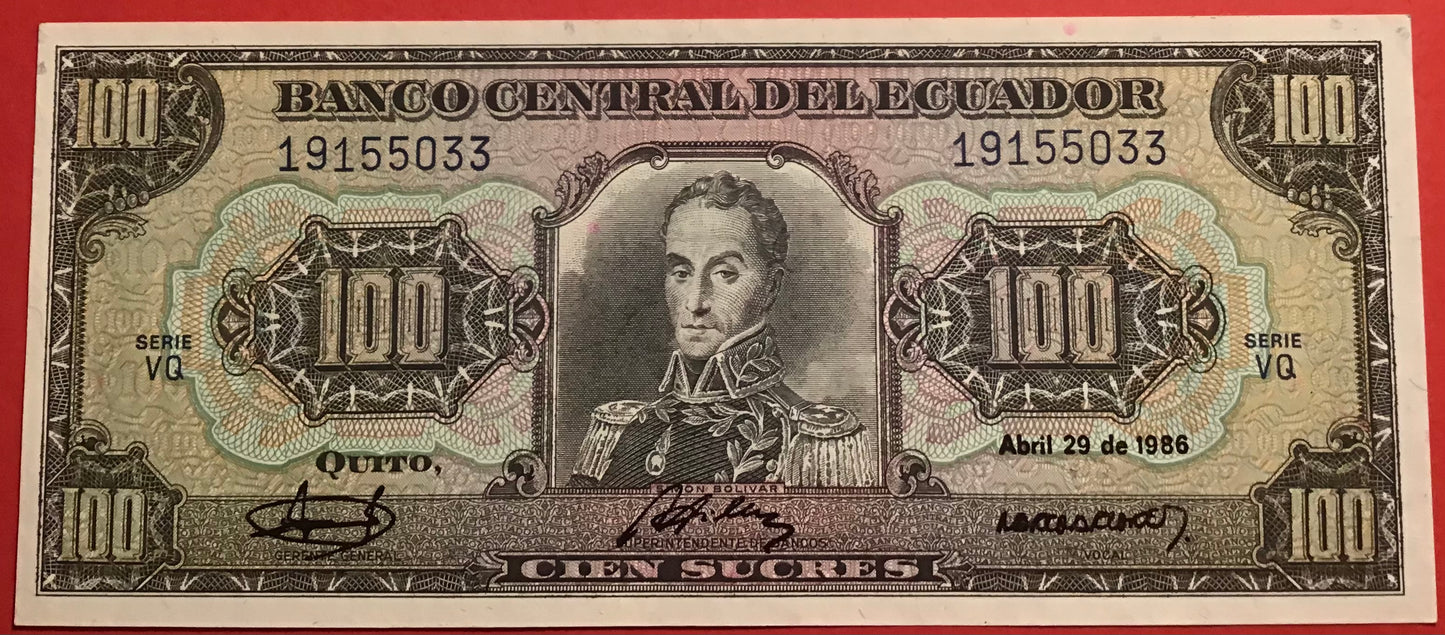 100 BANCO CENTRAL DEL ECUADOR 100
19155033 19155033
100 100
SERIE SERIE
VQ VQ
Abril 29 de 1986
QUITO,
SIMON BOLIVAR
100 100
GERENTE GENERAL SUPERINTENDENTE DE BANCOS VOCAL
CIEN SUCRES